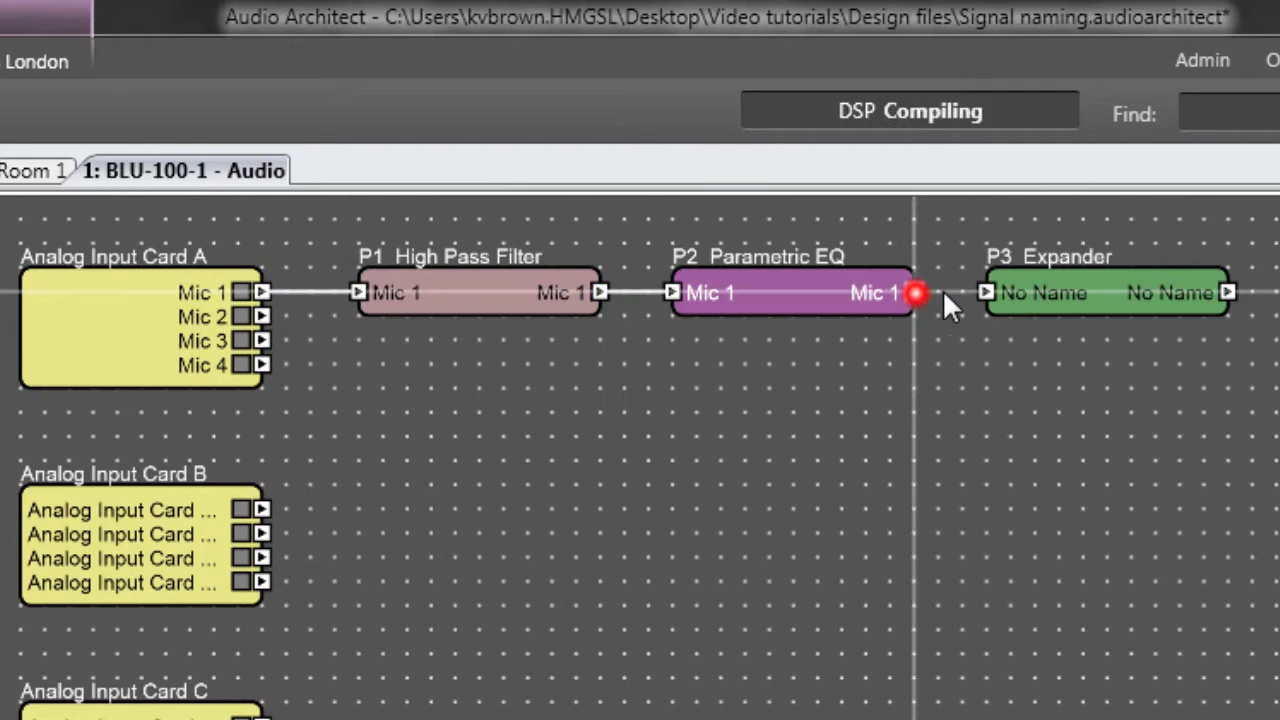 Audio Architect - C:\Users\kvbrown.HMGSL\Desktop\Video tutorials\Design files\Signal naming.audioarchitect*
London
Admin
DSP Compiling
Find:
Room 1
1: BLU-100-1 - Audio
Analog Input Card A
P1 High Pass Filter
P2 Parametric EQ
P3 Expander
Mic 1
Mic 1
Mic 1
Mic 1
Mic 1
No Name
No Name
Mic 2
Mic 3
Mic 4
Analog Input Card B
Analog Input Card ...
Analog Input Card ...
Analog Input Card ...
Analog Input Card ...
Analog Input Card C